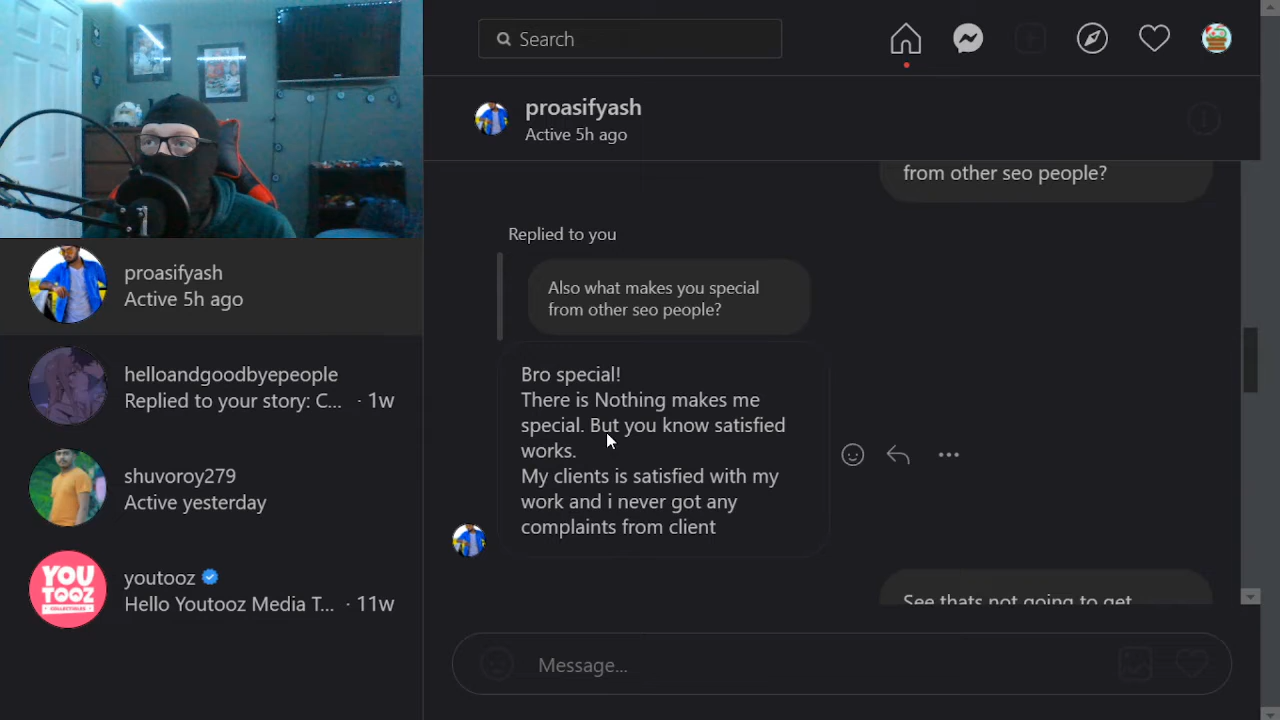 Search
proasifyash
Active 5h ago
from other seo people?
Replied to you
Also what makes you special
from other seo people?
Bro special!
There is Nothing makes me
special. But you know satisfied
works.
My clients is satisfied with my
work and i never got any
complaints from client
See thats not going to get
Message...
proasifyash
Active 5h ago
helloandgoodbyepeople
Replied to your story: C... · 1w
shuvoroy279
Active yesterday
YOU
TOOZ
COLLECTIBLES
youtooz
Hello Youtooz Media T... · 11w